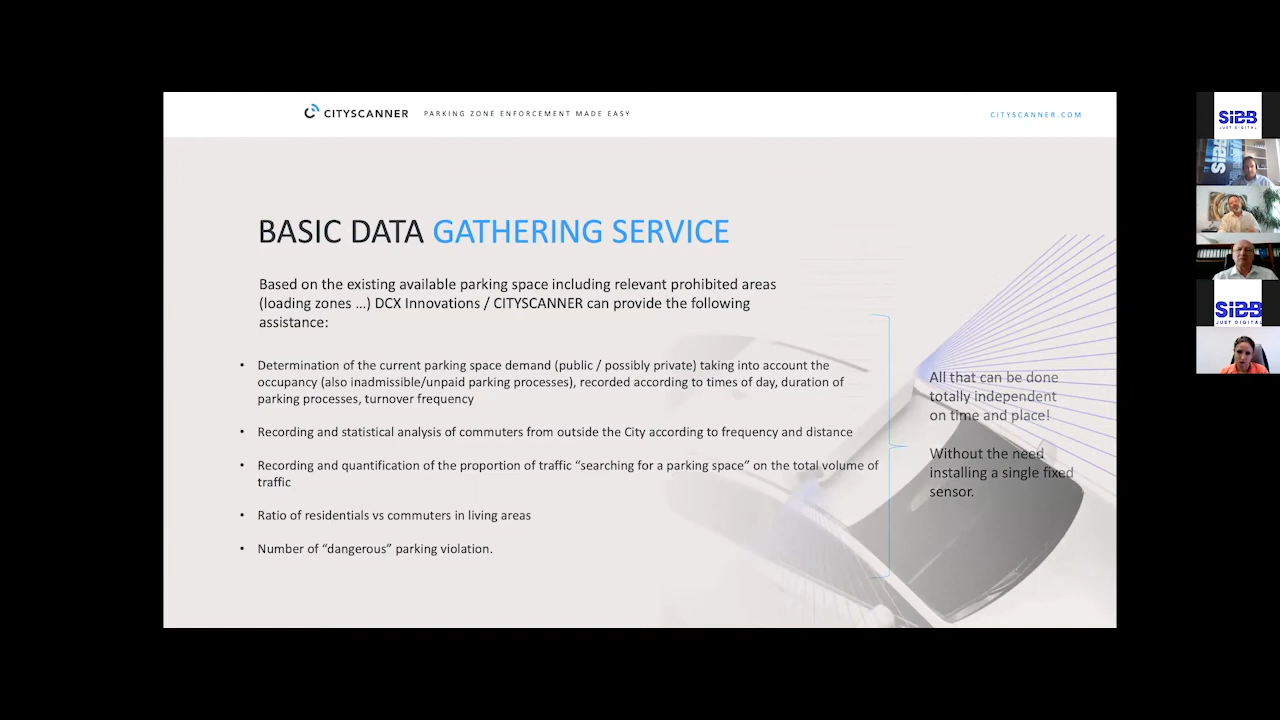 CITYSCANNER PARKING ZONE ENFORCEMENT MADE EASY
CITYSCANNER.COM
BASIC DATA GATHERING SERVICE
Based on the existing available parking space including relevant prohibited areas
(loading zones ...) DCX Innovations / CITYSCANNER can provide the following
assistance:
• Determination of the current parking space demand (public / possibly private) taking into account the
occupancy (also inadmissible/unpaid parking processes), recorded according to times of day, duration of
parking processes, turnover frequency
• Recording and statistical analysis of commuters from outside the City according to frequency and distance
• Recording and quantification of the proportion of traffic “searching for a parking space” on the total volume of
traffic
• Ratio of residentials vs commuters in living areas
• Number of “dangerous” parking violation.
All that can be done
totally independent
on time and place!
Without the need
installing a single fixed
sensor.
SIBB
JUST DIGITAL
SIBB
SIBB
JUST DIGITAL